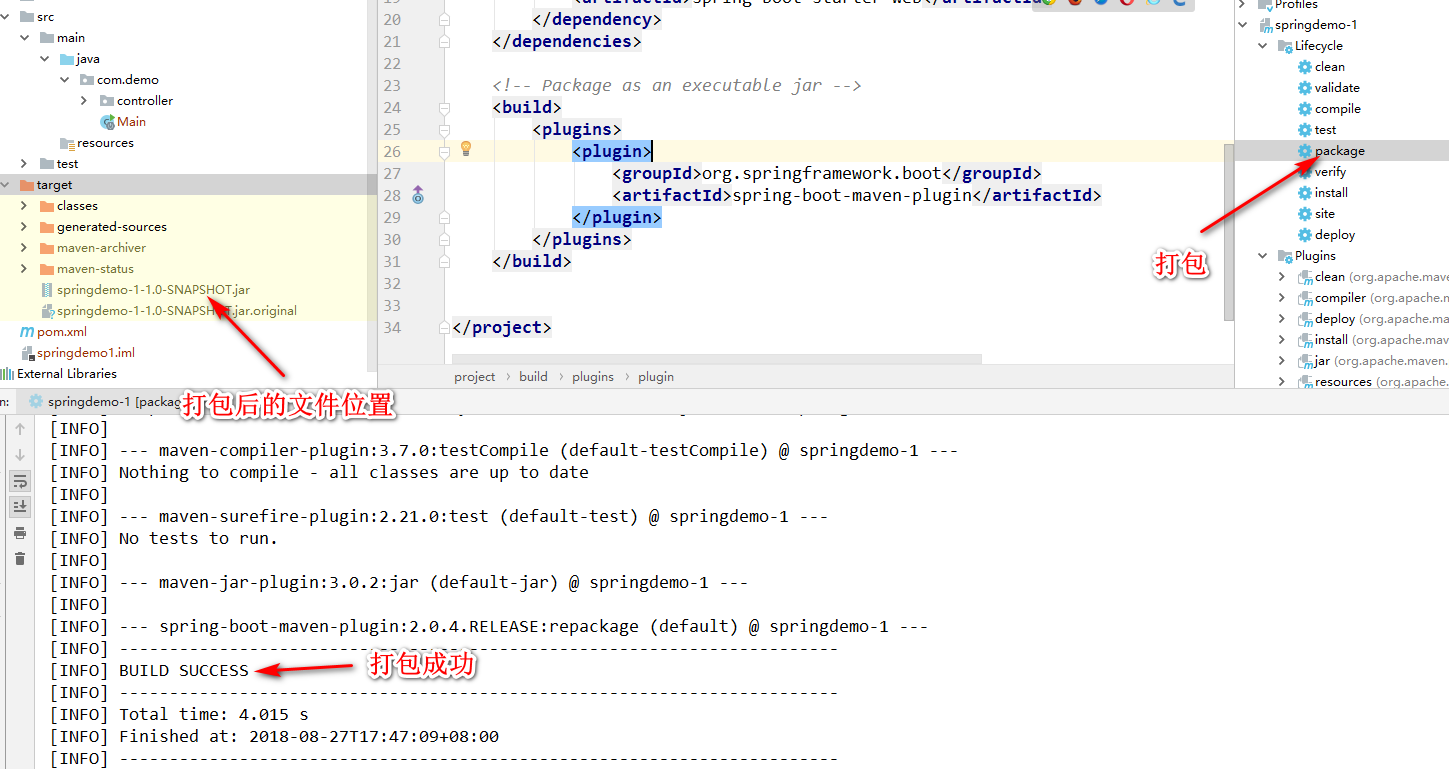 src
main
java
com.demo
controller
Main
resources
test
target
classes
generated-sources
maven-archiver
maven-status
springdemo-1-1.0-SNAPSHOT.jar
springdemo-1-1.0-SNAPSHOT.jar.original
pom.xml
springdemo1.iml
External Libraries
打包后的文件位置
20 </dependency>
21 </dependencies>
22
23 <!-- Package as an executable jar -->
24 <build>
25 <plugins>
26 <plugin>
27 <groupId>org.springframework.boot</groupId>
28 <artifactId>spring-boot-maven-plugin</artifactId>
29 </plugin>
30 </plugins>
31 </build>
32
33
34 </project>
project › build › plugins › plugin
Profiles
springdemo-1
Lifecycle
clean
validate
compile
test
package
verify
install
site
deploy
打包
Plugins
clean (org.apache.mave
compiler (org.apache.m
deploy (org.apache.ma
install (org.apache.mav
jar (org.apache.maven.
resources (org.apache.
n: springdemo-1 [packag
[INFO]
[INFO] --- maven-compiler-plugin:3.7.0:testCompile (default-testCompile) @ springdemo-1 ---
[INFO] Nothing to compile - all classes are up to date
[INFO]
[INFO] --- maven-surefire-plugin:2.21.0:test (default-test) @ springdemo-1 ---
[INFO] No tests to run.
[INFO]
[INFO] --- maven-jar-plugin:3.0.2:jar (default-jar) @ springdemo-1 ---
[INFO]
[INFO] --- spring-boot-maven-plugin:2.0.4.RELEASE:repackage (default) @ springdemo-1 ---
[INFO] ------------------------------------------------------------------------
[INFO] BUILD SUCCESS
打包成功
[INFO] ------------------------------------------------------------------------
[INFO] Total time: 4.015 s
[INFO] Finished at: 2018-08-27T17:47:09+08:00
[INFO] ------------------------------------------------------------------------